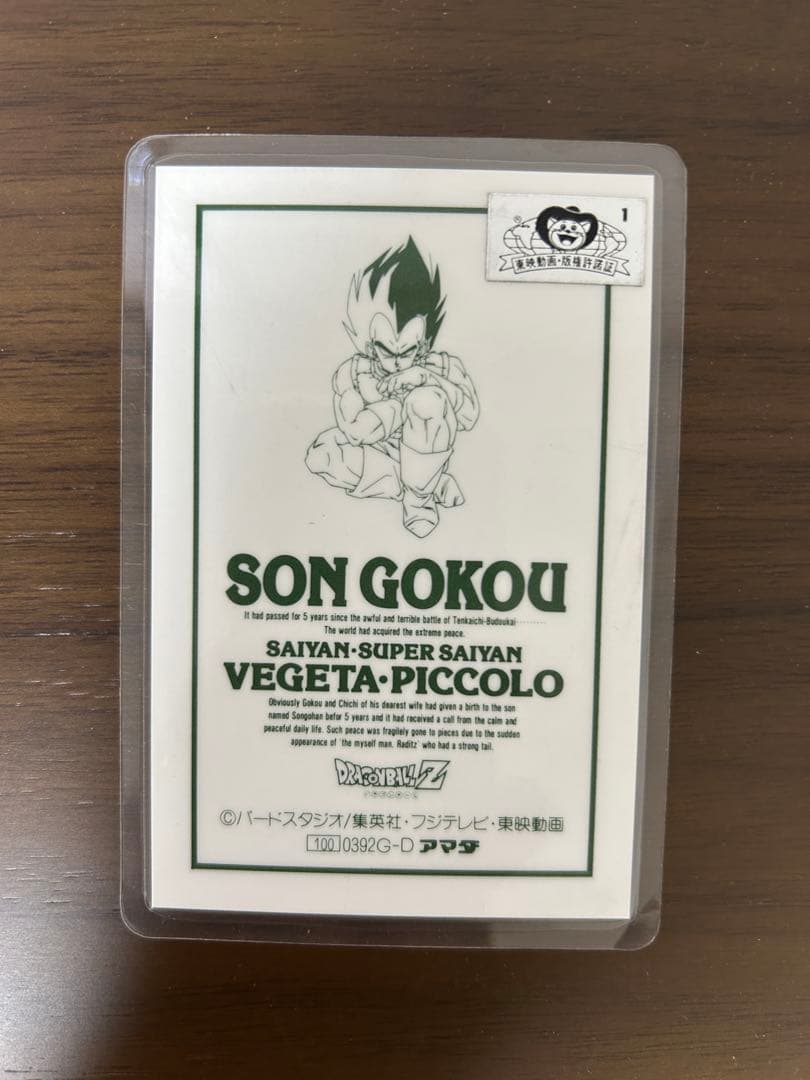 1
®
東映動画・版権許諾証
SON GOKOU
It had passed for 5 years since the awful and terrible battle of Tenkaichi-Budoukai·········
The world had acquired the extreme peace.
SAIYAN·SUPER SAIYAN
VEGETA·PICCOLO
Obviously Gokou and Chichi of his dearest wife had given a birth to the son
named Songohan befor 5 years and it had received a call from the calm and
peaceful daily life. Such peace was fragilely gone to pieces due to the sudden
appearance of 'the myself man, Raditz' who had a strong tail.
DRAGONBALL Z
©バードスタジオ/集英社・フジテレビ・東映動画
100 0392G-D アマダ